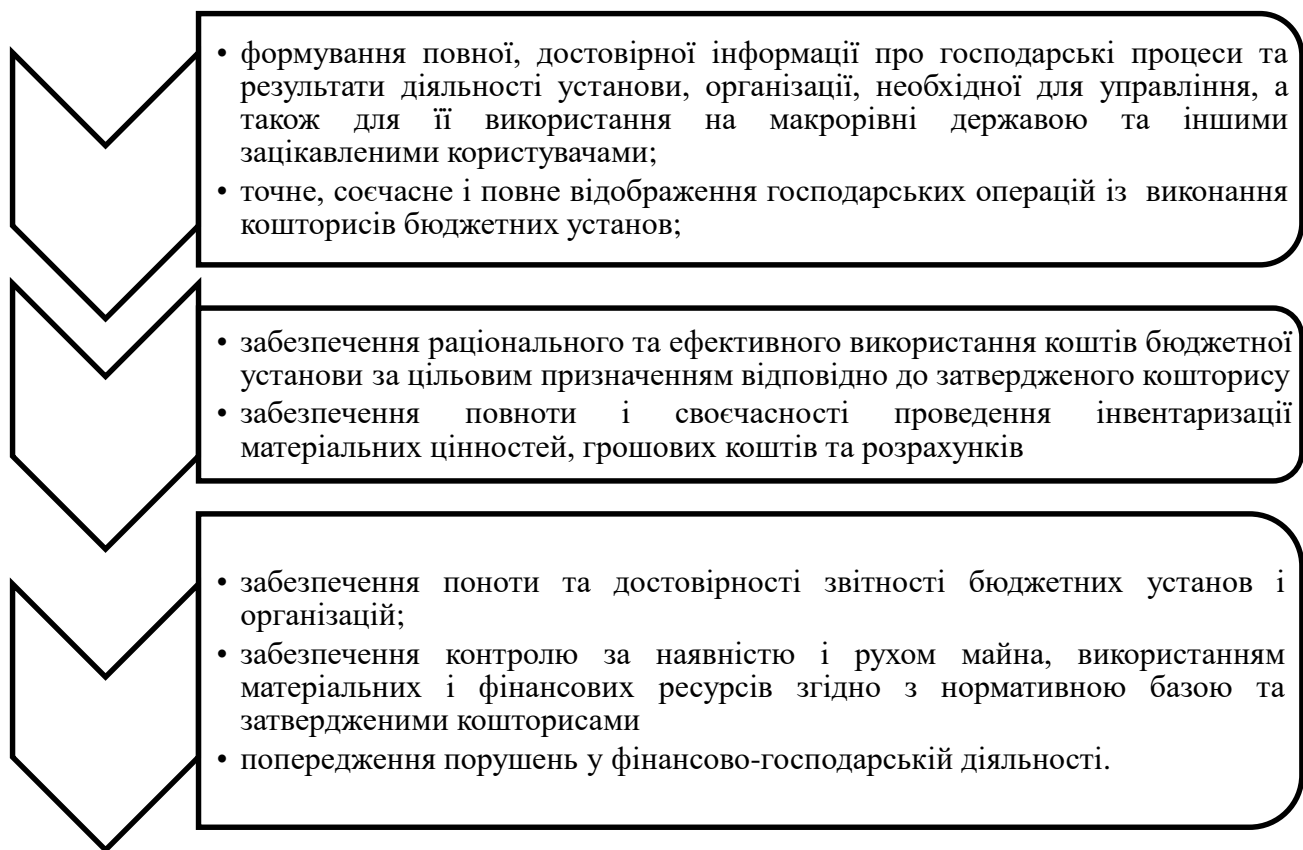 • формування повної, достовірної інформації про господарські процеси та
результати діяльності установи, організації, необхідної для управління, а
також для її використання на макрорівні державою та іншими
зацікавленими користувачами;
• точне, соєчасне і повне відображення господарських операцій із виконання
кошторисів бюджетних установ;
• забезпечення раціонального та ефективного використання коштів бюджетної
установи за цільовим призначенням відповідно до затвердженого кошторису
• забезпечення повноти і своєчасності проведення інвентаризації
матеріальних цінностей, грошових коштів та розрахунків
• забезпечення поноти та достовірності звітності бюджетних установ і
організацій;
• забезпечення контролю за наявністю і рухом майна, використанням
матеріальних і фінансових ресурсів згідно з нормативною базою та
затвердженими кошторисами
• попередження порушень у фінансово-господарській діяльності.